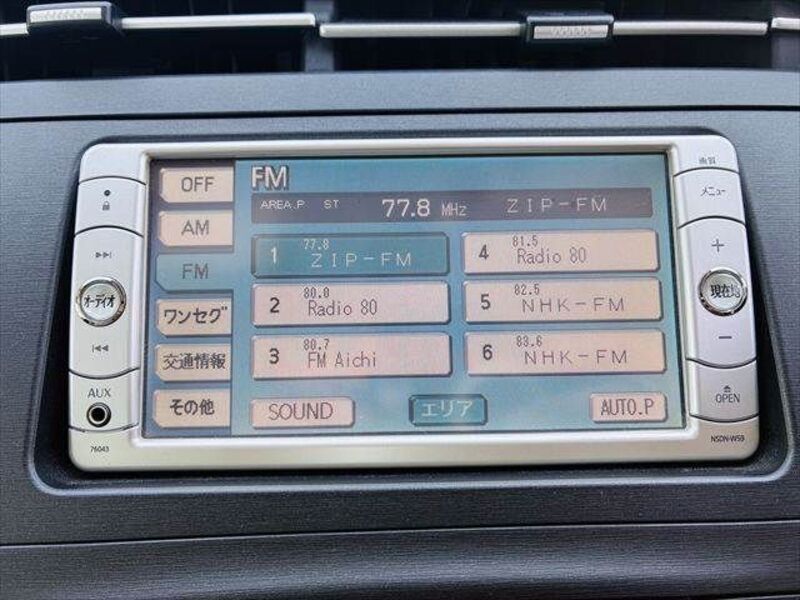 OFF
AM
FM
ワンセグ
交通情報
その他
FM
AREA.P ST 77.8 MHz ZIP-FM
1 77.8 ZIP-FM
2 80.0 Radio 80
3 80.7 FM Aichi
4 81.5 Radio 80
5 82.5 NHK-FM
6 83.6 NHK-FM
SOUND
エリア
AUTO.P
オーディオ
AUX
76043
画質
メニュー
+
現在地
−
OPEN
NSDN-W59